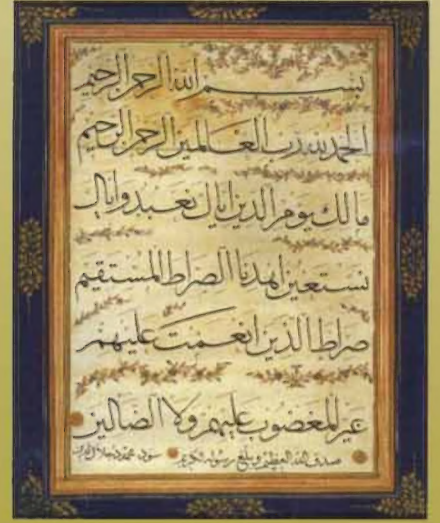 بسم الله الرحمن الرحيم
الحمد لله رب العالمين الرحمن الرحيم
مالك يوم الدين اياك نعبد واياك
نستعين اهدنا الصراط المستقيم
صراط الذين انعمت عليهم
غير المغضوب عليهم ولا الضالين
صدق الله العظيم وبلغ رسوله الكريم